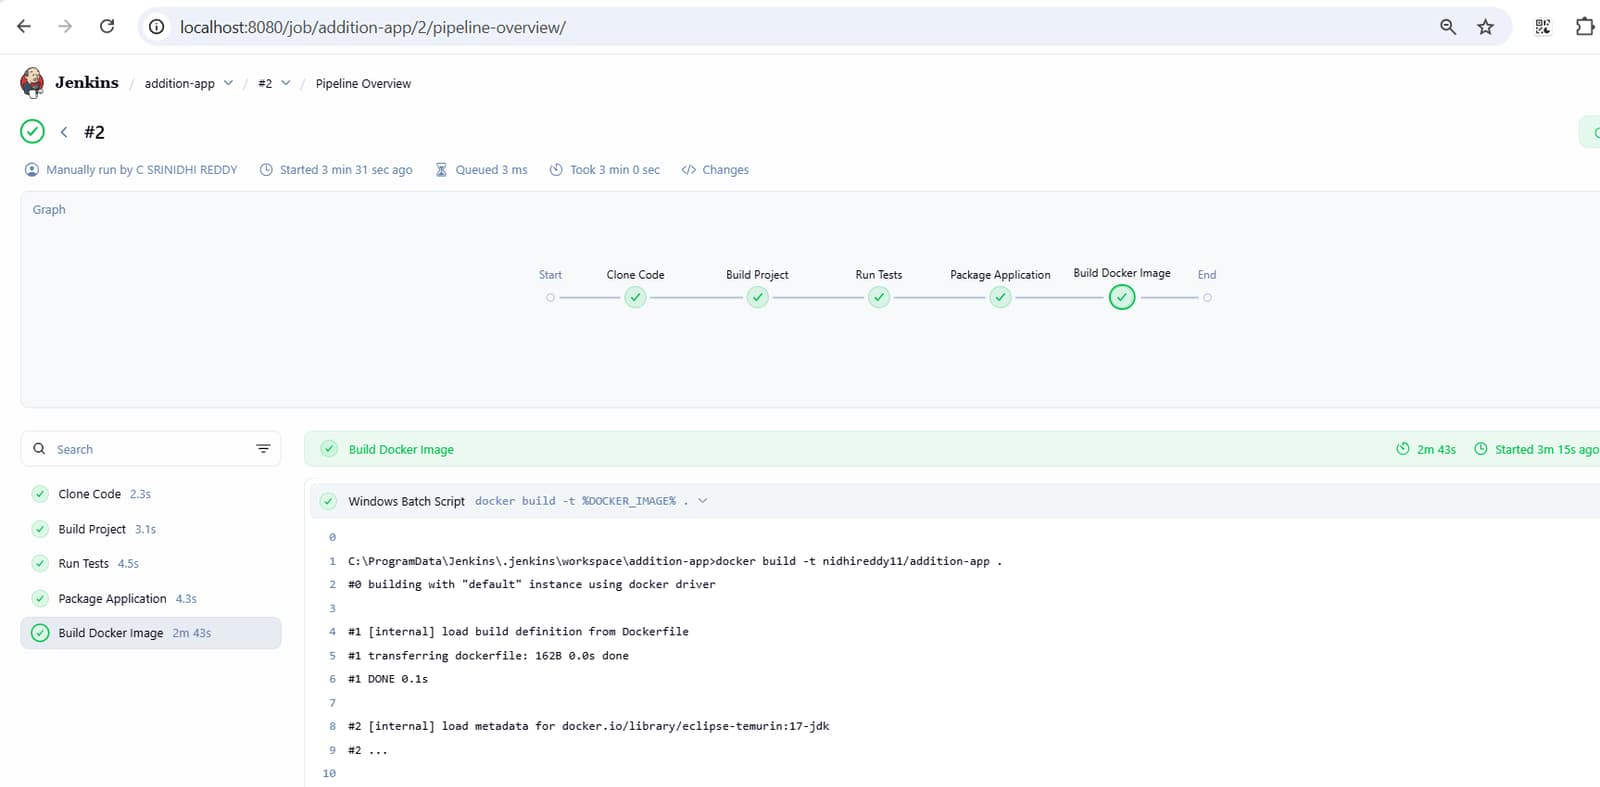 localhost:8080/job/addition-app/2/pipeline-overview/
Jenkins / addition-app / #2 / Pipeline Overview
#2
Manually run by C SRINIDHI REDDY Started 3 min 31 sec ago Queued 3 ms Took 3 min 0 sec </> Changes
Graph
Start Clone Code Build Project Run Tests Package Application Build Docker Image End
Search
Build Docker Image 2m 43s Started 3m 15s ago
Clone Code 2.3s
Build Project 3.1s
Run Tests 4.5s
Package Application 4.3s
Build Docker Image 2m 43s
Windows Batch Script docker build -t %DOCKER_IMAGE% .
0
1 C:\ProgramData\Jenkins\.jenkins\workspace\addition-app>docker build -t nidhireddy11/addition-app .
2 #0 building with "default" instance using docker driver
3
4 #1 [internal] load build definition from Dockerfile
5 #1 transferring dockerfile: 162B 0.0s done
6 #1 DONE 0.1s
7
8 #2 [internal] load metadata for docker.io/library/eclipse-temurin:17-jdk
9 #2 ...
10